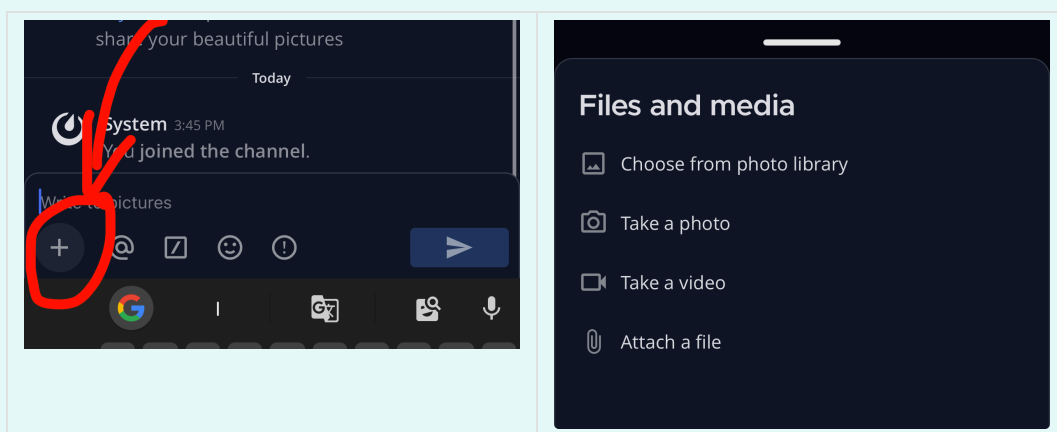 share your beautiful pictures
Today
System 3:45 PM
You joined the channel.
Write to pictures
Files and media
Choose from photo library
Take a photo
Take a video
Attach a file